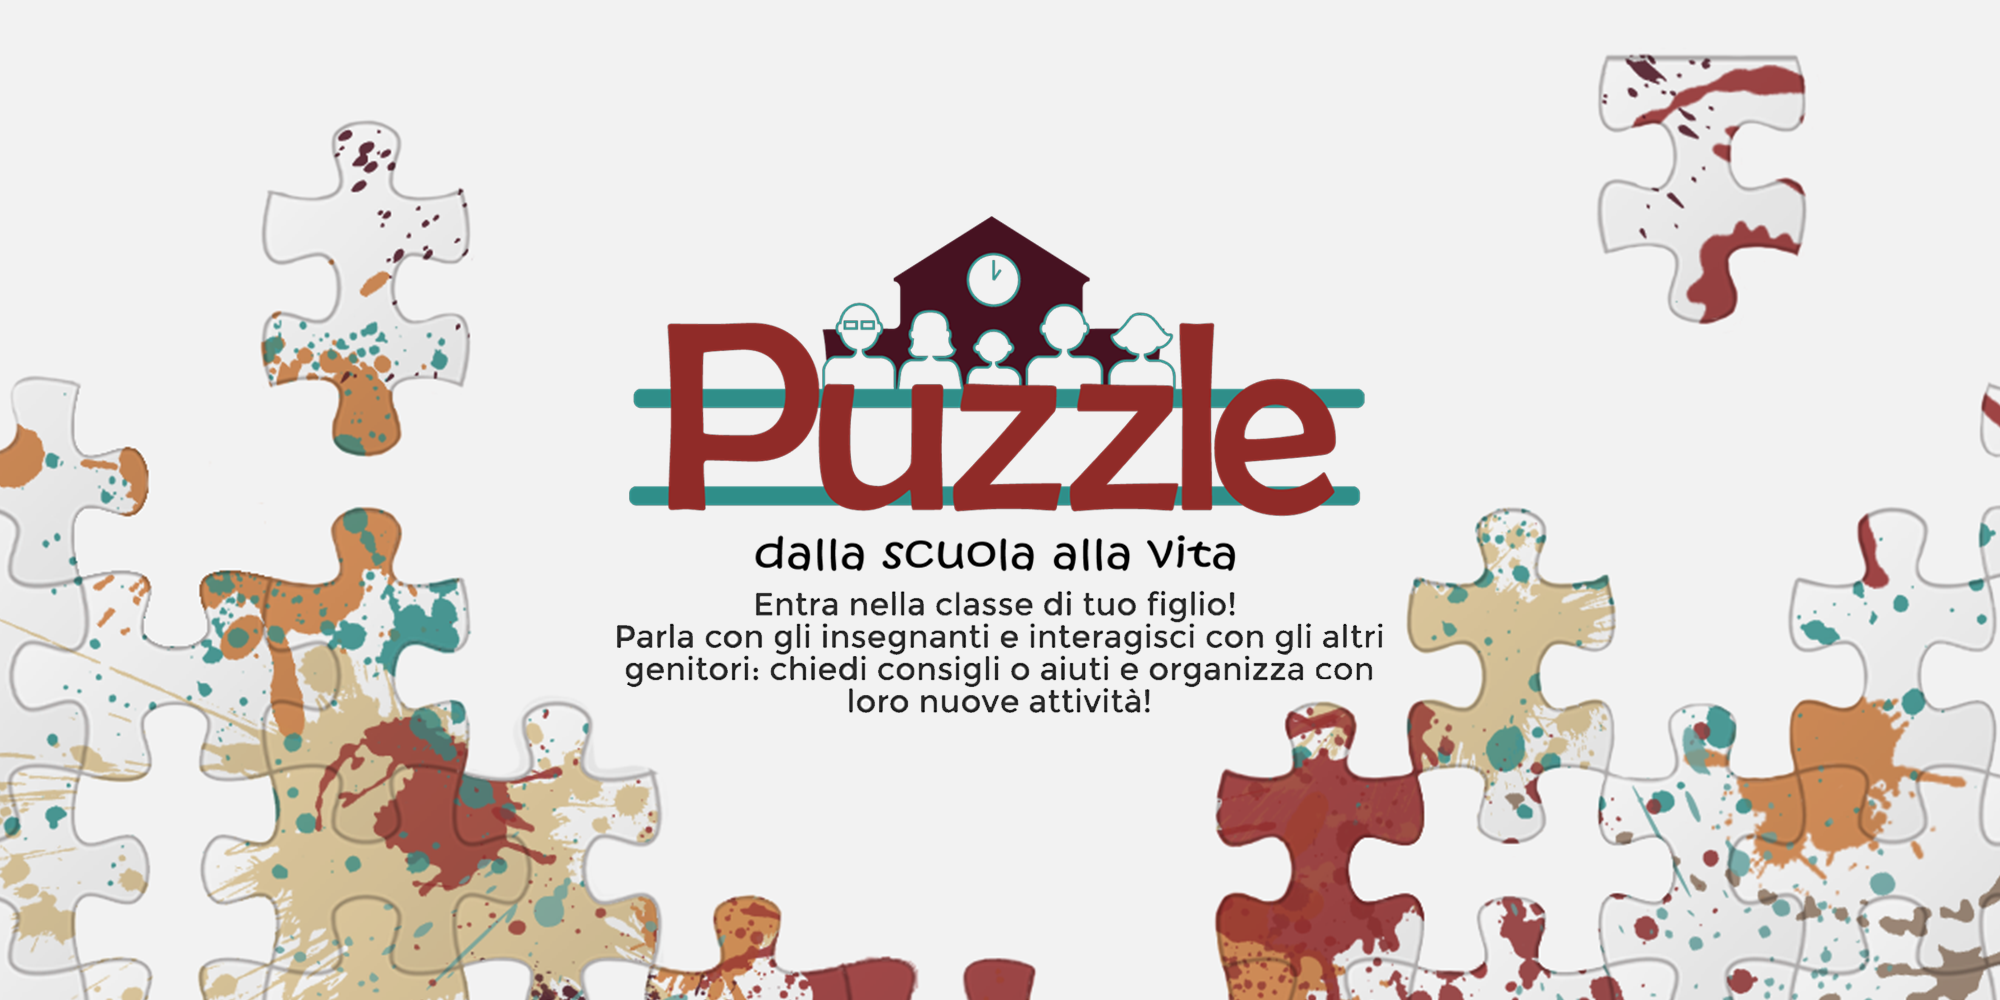 Puzzle
dalla scuola alla vita
Entra nella classe di tuo figlio!
Parla con gli insegnanti e interagisci con gli altri
genitori: chiedi consigli o aiuti e organizza con
loro nuove attività!